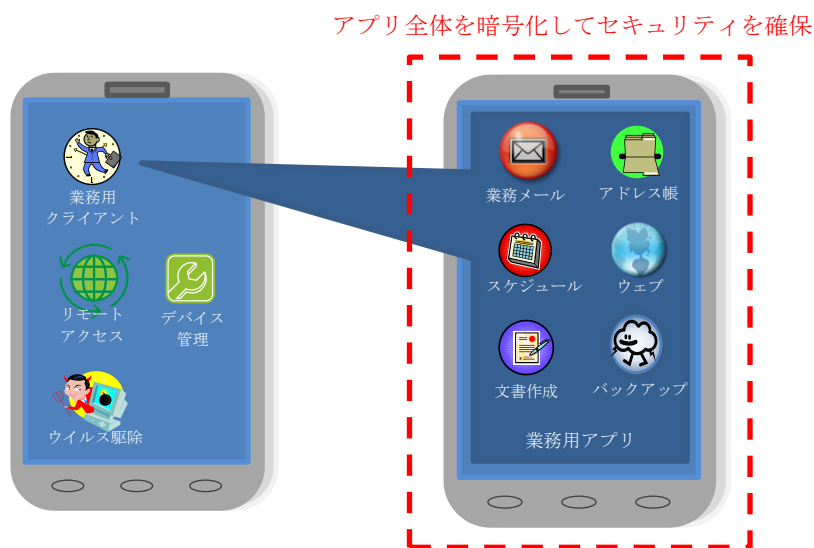 アプリ全体を暗号化してセキュリティを確保
業務用
クライアント
リモート
アクセス
デバイス
管理
ウイルス駆除
業務メール
アドレス帳
スケジュール
ウェブ
文書作成
バックアップ
業務用アプリ